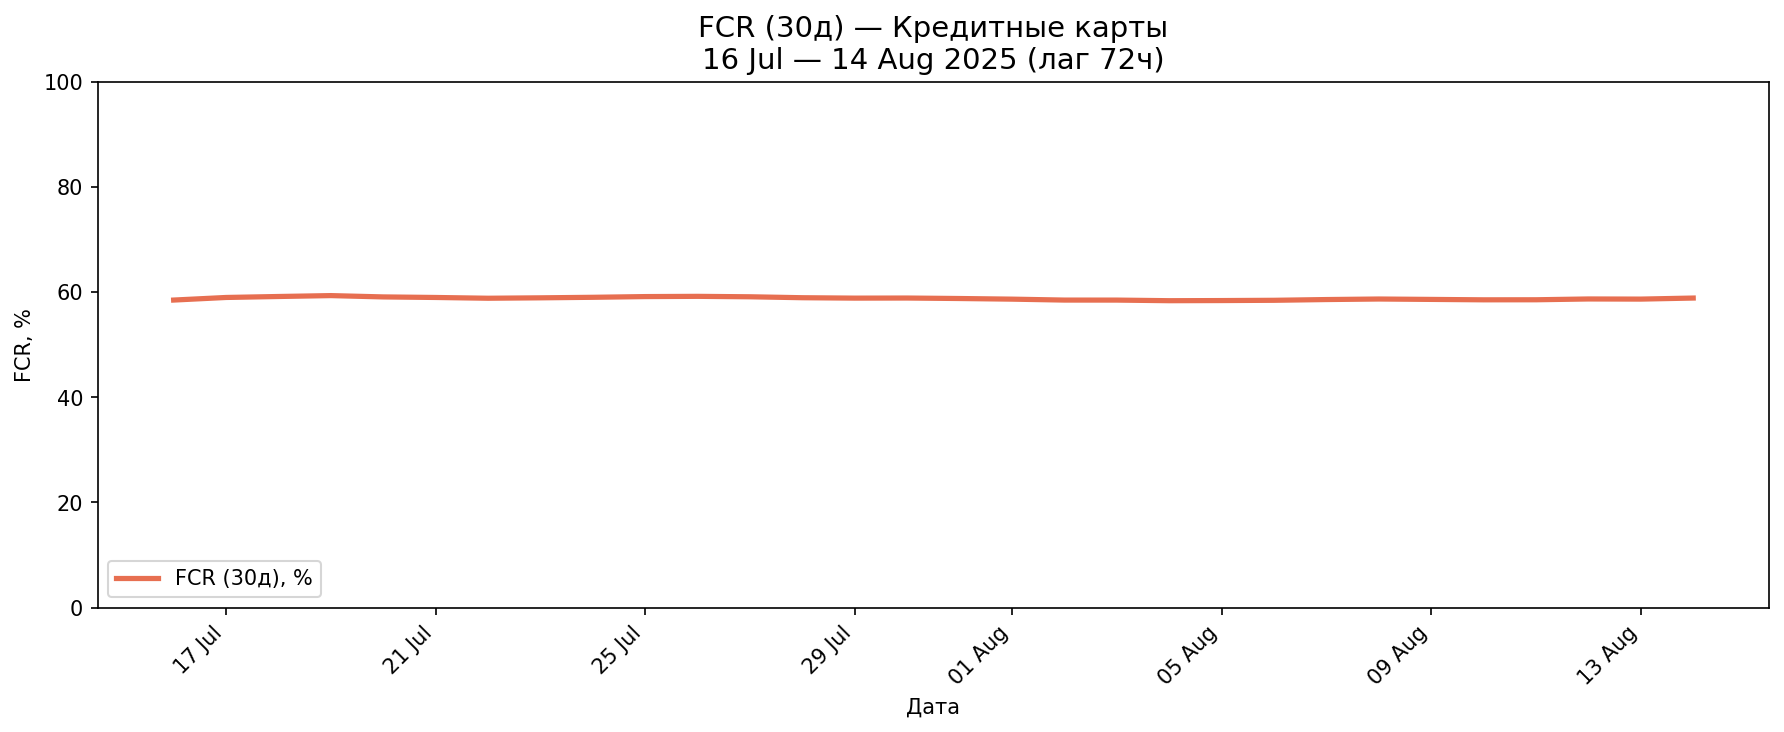 FCR (30д) — Кредитные карты
16 Jul — 14 Aug 2025 (лаг 72ч)
FCR, %
100
80
60
40
20
0
FCR (30д), %
17 Jul
21 Jul
25 Jul
29 Jul
01 Aug
05 Aug
09 Aug
13 Aug
Дата